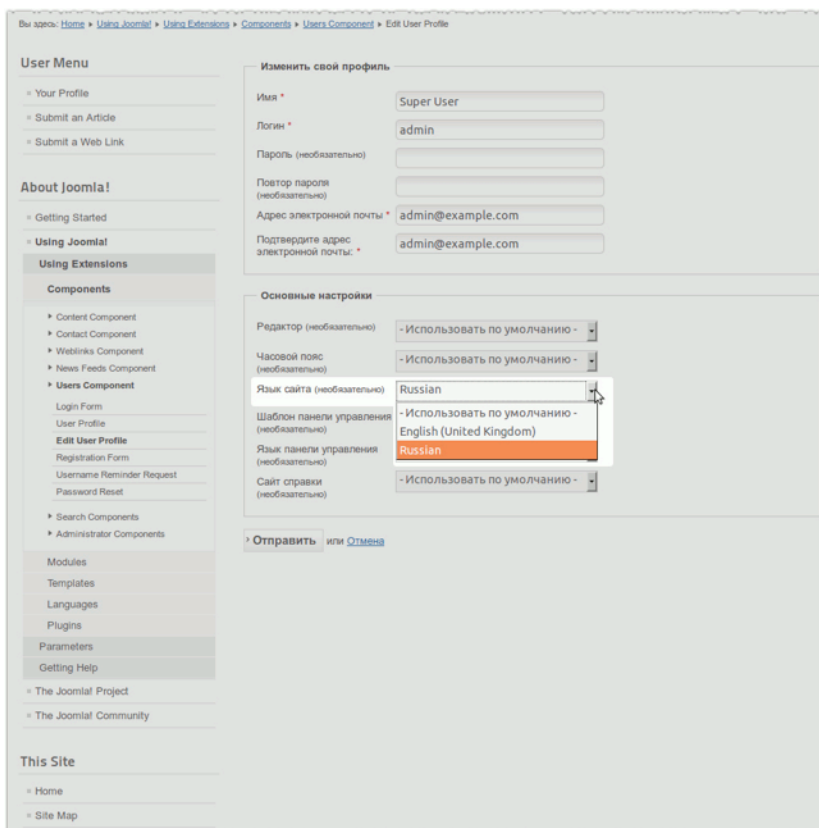 Вы здесь: Home ▸ Using Joomla! ▸ Using Extensions ▸ Components ▸ Users Component ▸ Edit User Profile
User Menu
Your Profile
Submit an Article
Submit a Web Link
About Joomla!
Getting Started
Using Joomla!
Using Extensions
Components
Content Component
Contact Component
Weblinks Component
News Feeds Component
Users Component
Login Form
User Profile
Edit User Profile
Registration Form
Username Reminder Request
Password Reset
Search Components
Administrator Components
Modules
Templates
Languages
Plugins
Parameters
Getting Help
The Joomla! Project
The Joomla! Community
This Site
Home
Site Map
Изменить свой профиль
Имя * Super User
Логин * admin
Пароль (необязательно)
Повтор пароля
(необязательно)
Адрес электронной почты * admin@example.com
Подтвердите адрес
электронной почты: * admin@example.com
Основные настройки
Редактор (необязательно) - Использовать по умолчанию -
Часовой пояс
(необязательно) - Использовать по умолчанию -
Язык сайта (необязательно) Russian
- Использовать по умолчанию -
English (United Kingdom)
Russian
Шаблон панели управления
(необязательно)
Язык панели управления
(необязательно)
Сайт справки
(необязательно) - Использовать по умолчанию -
Отправить или Отмена